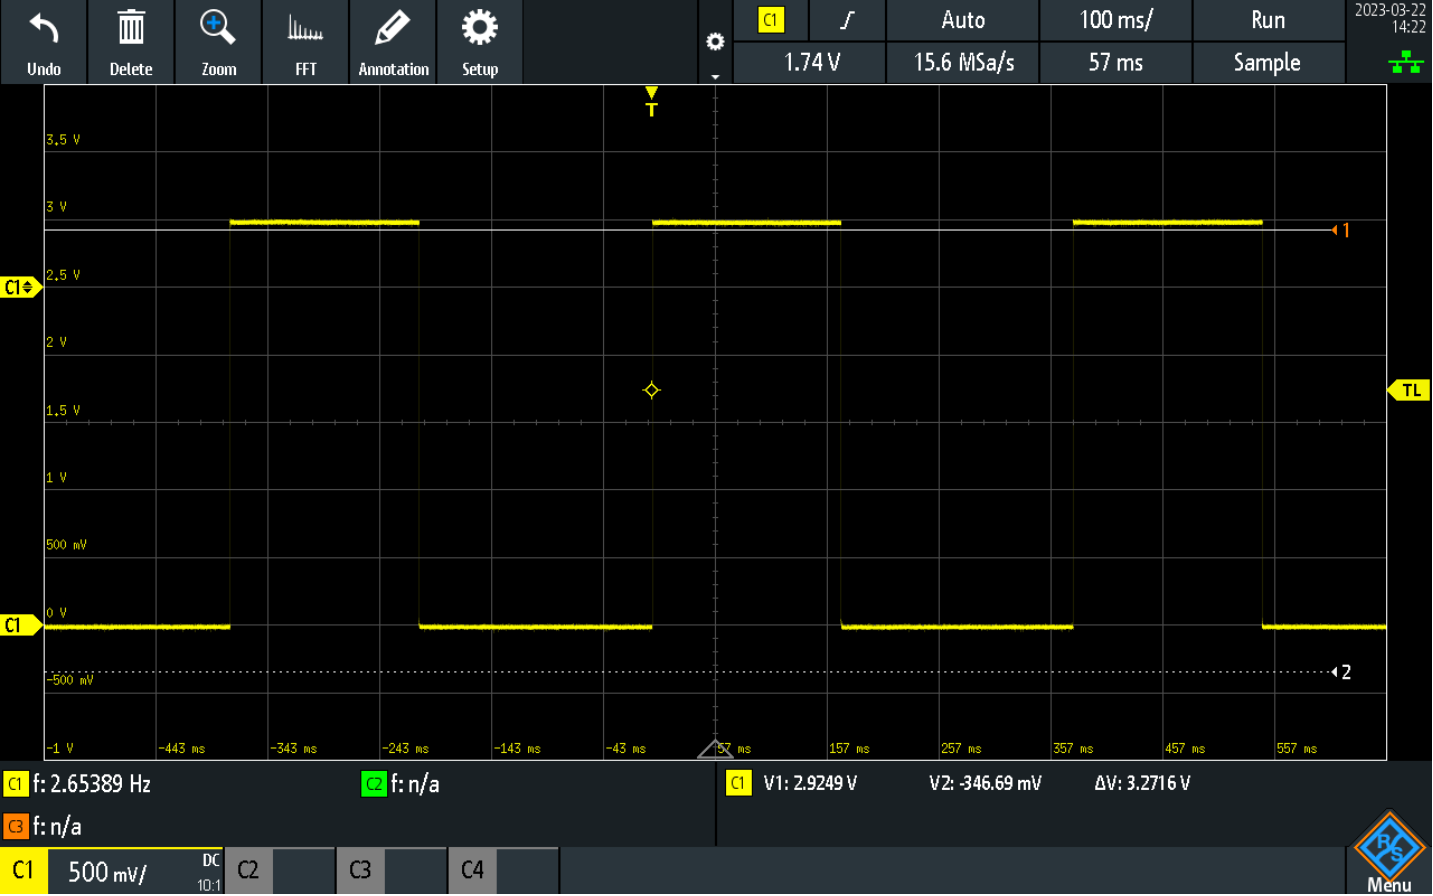 Undo Delete Zoom FFT Annotation Setup
C1 Auto 100 ms/ Run
1.74 V 15.6 MSa/s 57 ms Sample
2023-03-22
14:22
T
3.5 V
3 V
1
2.5 V
C1
2 V
TL
1.5 V
1 V
500 mV
0 V
C1
2
-500 mV
-1 V -443 ms -343 ms -243 ms -143 ms -43 ms 57 ms 157 ms 257 ms 357 ms 457 ms 557 ms
C1 f: 2.65389 Hz C2 f: n/a C1 V1: 2.9249 V V2: -346.69 mV ΔV: 3.2716 V
C3 f: n/a
C1 500 mV/ DC 10:1 C2 C3 C4
R&S
Menu